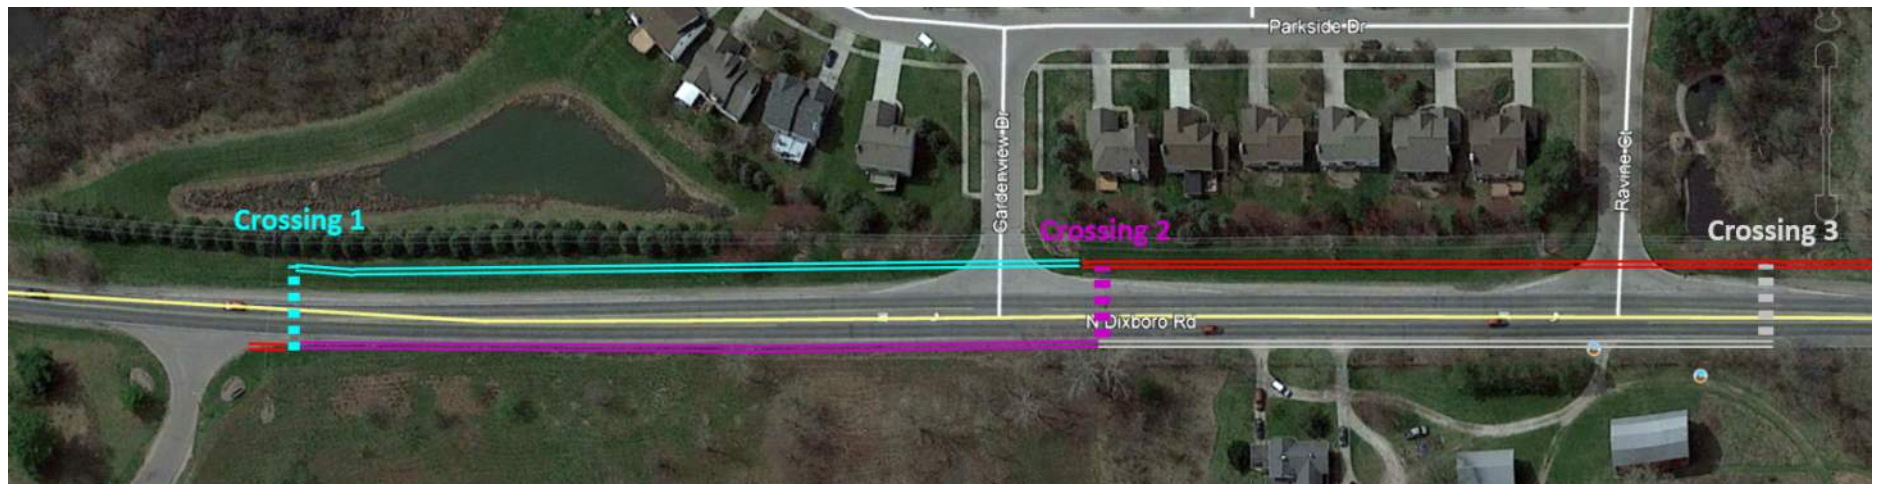 Parkside Dr
Gardenview Dr
Ravine Ct
Crossing 1
Crossing 2
Crossing 3
N Dixboro Rd